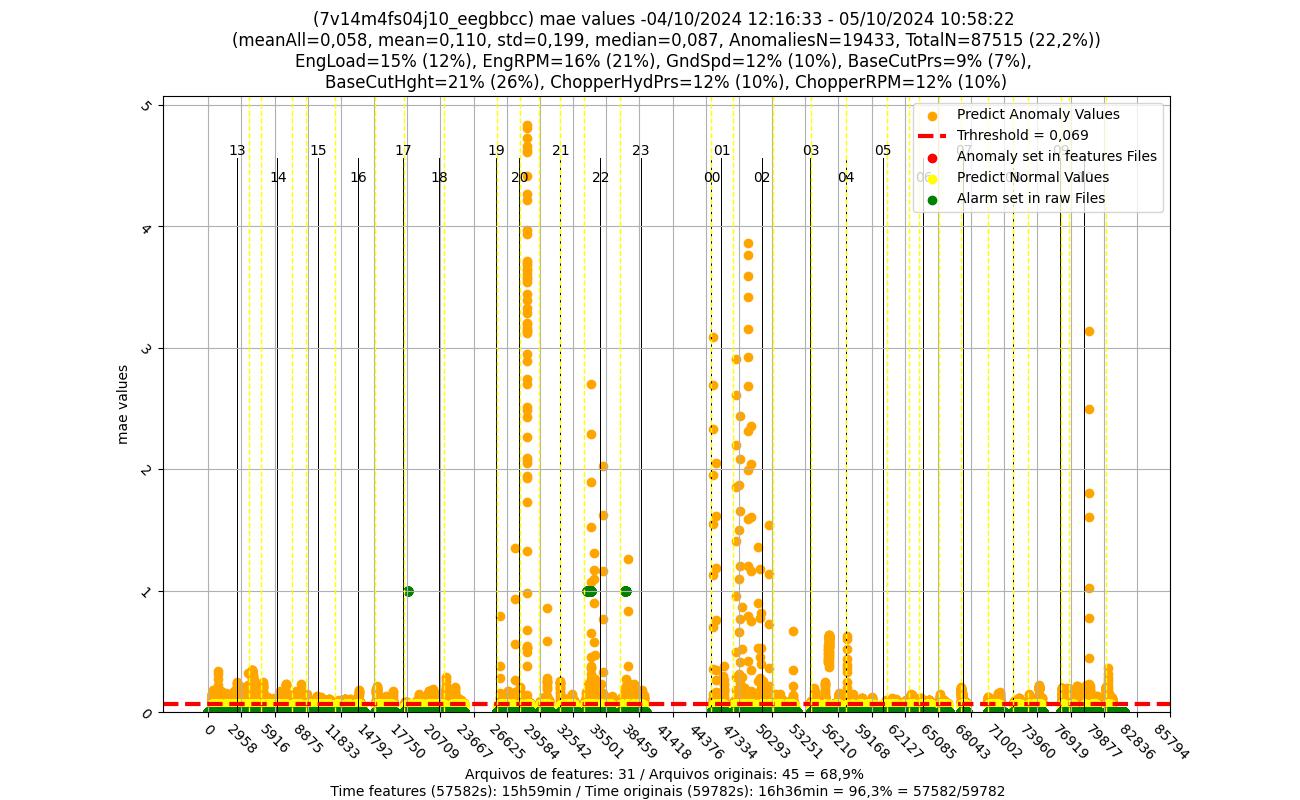 (7v14m4fs04j10_eegbbcc) mae values -04/10/2024 12:16:33 - 05/10/2024 10:58:22
(meanAll=0,058, mean=0,110, std=0,199, median=0,087, AnomaliesN=19433, TotalN=87515 (22,2%))
EngLoad=15% (12%), EngRPM=16% (21%), GndSpd=12% (10%), BaseCutPrs=9% (7%),
BaseCutHght=21% (26%), ChopperHydPrs=12% (10%), ChopperRPM=12% (10%)
Predict Anomaly Values
Trhreshold = 0,069
Anomaly set in features Files
Predict Normal Values
Alarm set in raw Files
13 15 17 19 21 23 01 03 05 07 09
14 16 18 20 22 00 02 04 06
5
4
3
2
1
0
mae values
0 2958 5916 8875 11833 14792 17750 20709 23667 26625 29584 32542 35501 38459 41418 44376 47334 50293 53251 56210 59168 62127 65085 68043 71002 73960 76919 79877 82836 85794
Arquivos de features: 31 / Arquivos originais: 45 = 68,9%
Time features (57582s): 15h59min / Time originais (59782s): 16h36min = 96,3% = 57582/59782